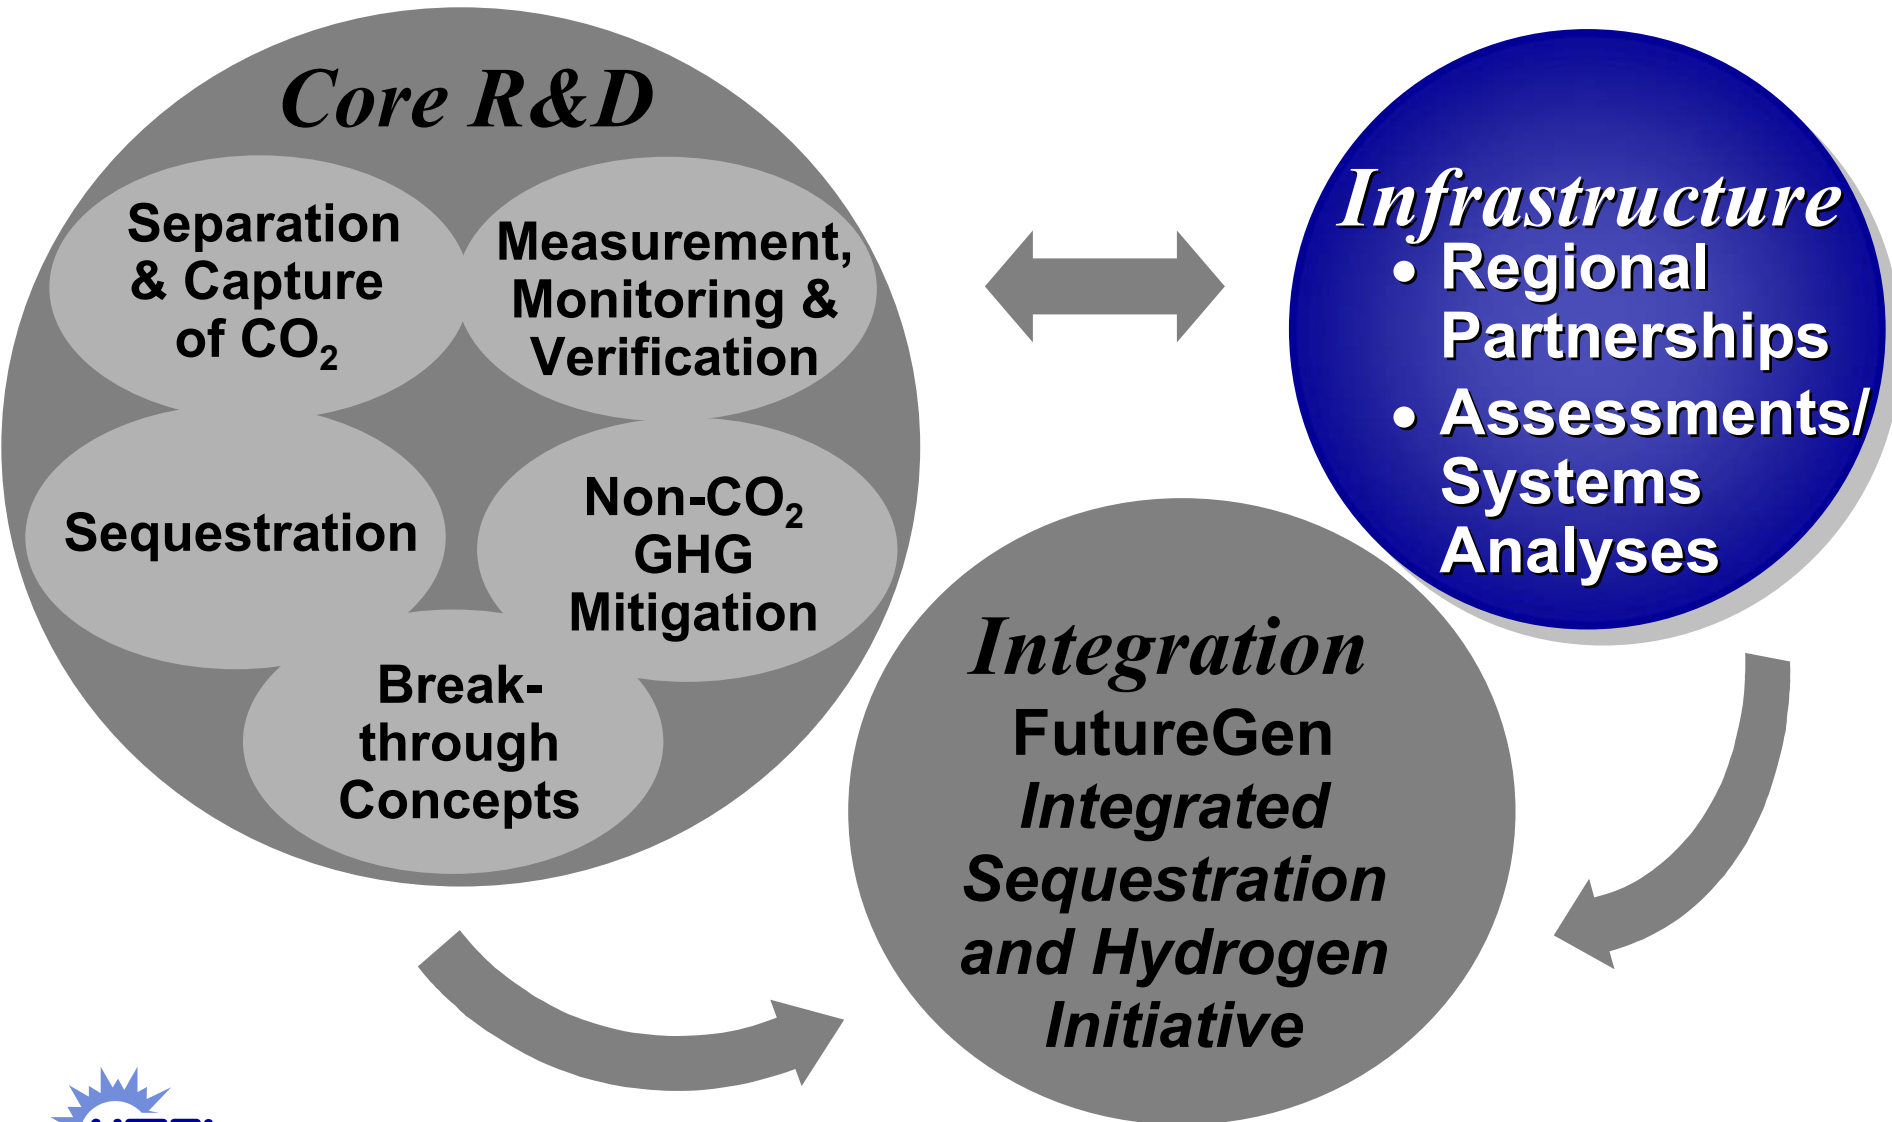 Core R&D
Separation
& Capture
of CO₂
Measurement,
Monitoring &
Verification
Sequestration
Non-CO₂
GHG
Mitigation
Break-
through
Concepts
Infrastructure
• Regional
Partnerships
• Assessments/
Systems
Analyses
Integration
FutureGen
Integrated
Sequestration
and Hydrogen
Initiative